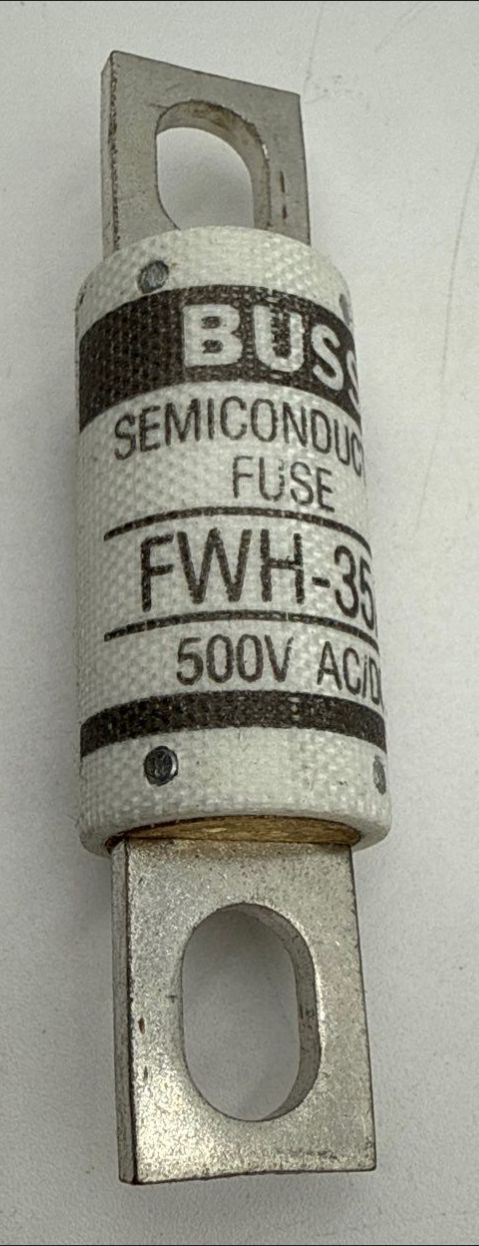 BUSS
SEMICONDUC
FUSE
FWH-35
500V AC/D